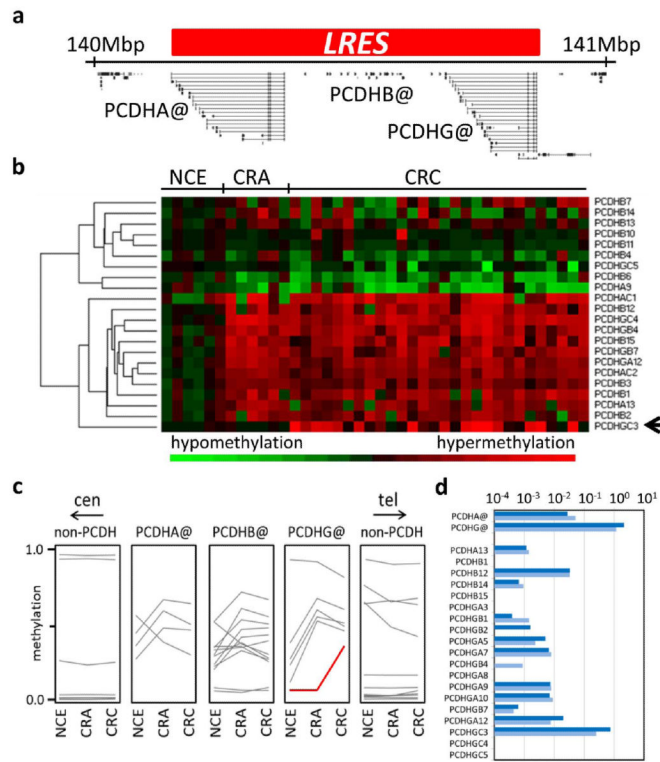 a
LRES
140Mbp 141Mbp
PCDHA@ PCDHB@ PCDHG@
b
NCE CRA CRC
PCDHB7
PCDHB14
PCDHB13
PCDHB10
PCDHB11
PCDHB4
PCDHGC5
PCDHB6
PCDHA9
PCDHAC1
PCDHB12
PCDHGC4
PCDHGB4
PCDHB15
PCDHGB7
PCDHGA12
PCDHAC2
PCDHB3
PCDHB1
PCDHA13
PCDHB2
PCDHGC3
hypomethylation hypermethylation
c
cen tel
non-PCDH PCDHA@ PCDHB@ PCDHG@ non-PCDH
1.0
methylation
0.0
NCE CRA CRC NCE CRA CRC NCE CRA CRC NCE CRA CRC NCE CRA CRC
d
10-4 10-3 10-2 10-1 100 101
PCDHA@
PCDHG@
PCDHA13
PCDHB1
PCDHB12
PCDHB14
PCDHB15
PCDHGA3
PCDHGB1
PCDHGB2
PCDHGA5
PCDHGA7
PCDHGB4
PCDHGA8
PCDHGA9
PCDHGA10
PCDHGB7
PCDHGA12
PCDHGC3
PCDHGC4
PCDHGC5